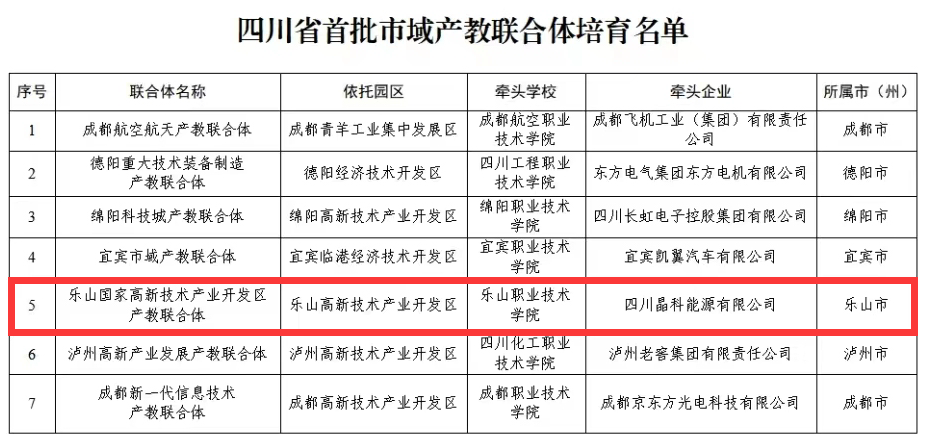 四川省首批市域产教联合体培育名单
序号 联合体名称 依托园区 牵头学校 牵头企业 所属市（州）
1 成都航空航天产教联合体 成都青羊工业集中发展区 成都航空职业技术学院 成都飞机工业（集团）有限责任公司 成都市
2 德阳重大技术装备制造产教联合体 德阳经济技术开发区 四川工程职业技术学院 东方电气集团东方电机有限公司 德阳市
3 绵阳科技城产教联合体 绵阳高新技术产业开发区 绵阳职业技术学院 四川长虹电子控股集团有限公司 绵阳市
4 宜宾市域产教联合体 宜宾临港经济技术开发区 宜宾职业技术学院 宜宾凯翼汽车有限公司 宜宾市
5 乐山国家高新技术产业开发区产教联合体 乐山高新技术产业开发区 乐山职业技术学院 四川晶科能源有限公司 乐山市
6 泸州高新产业发展产教联合体 泸州高新技术产业开发区 四川化工职业技术学院 泸州老窖集团有限责任公司 泸州市
7 成都新一代信息技术产教联合体 成都高新技术产业开发区 成都职业技术学院 成都京东方光电科技有限公司 成都市